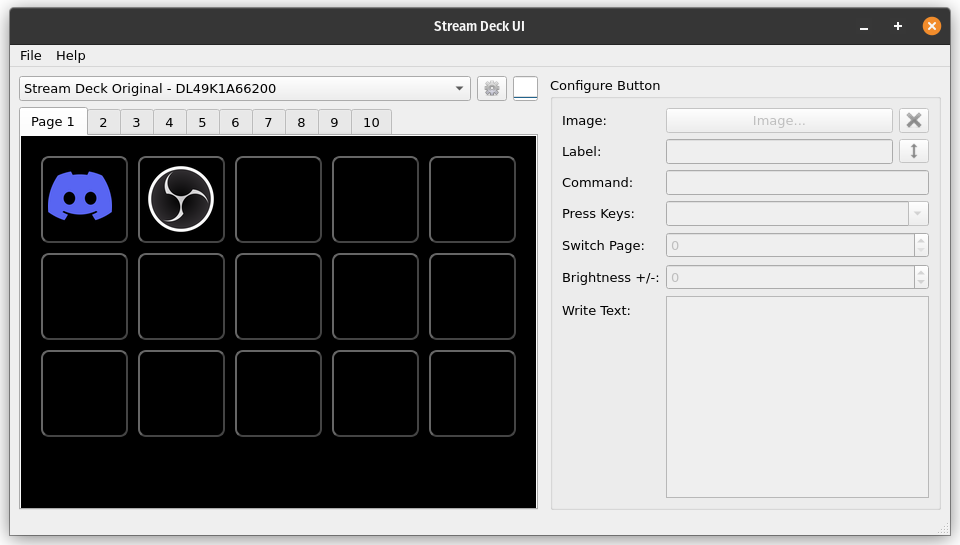 Stream Deck UI
File Help
Stream Deck Original - DL49K1A66200
Page 1 2 3 4 5 6 7 8 9 10
Configure Button
Image: Image...
Label:
Command:
Press Keys:
Switch Page: 0
Brightness +/-: 0
Write Text: